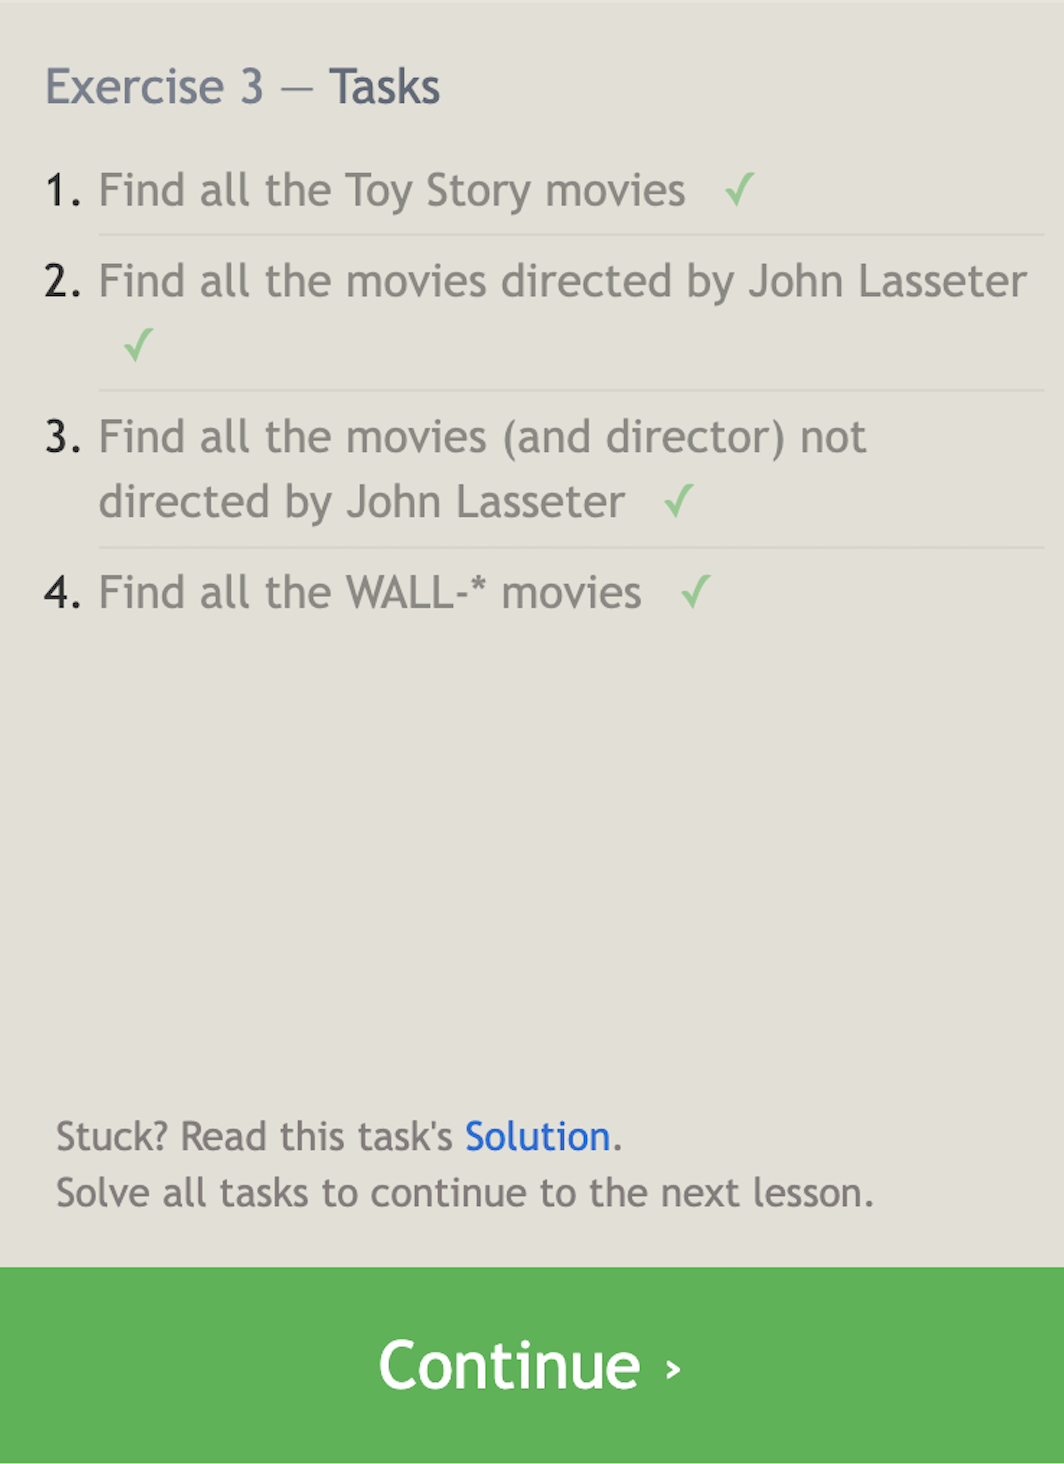 Exercise 3 — Tasks
1. Find all the Toy Story movies ✓
2. Find all the movies directed by John Lasseter
✓
3. Find all the movies (and director) not
directed by John Lasseter ✓
4. Find all the WALL-* movies ✓
Stuck? Read this task's Solution.
Solve all tasks to continue to the next lesson.
Continue ›